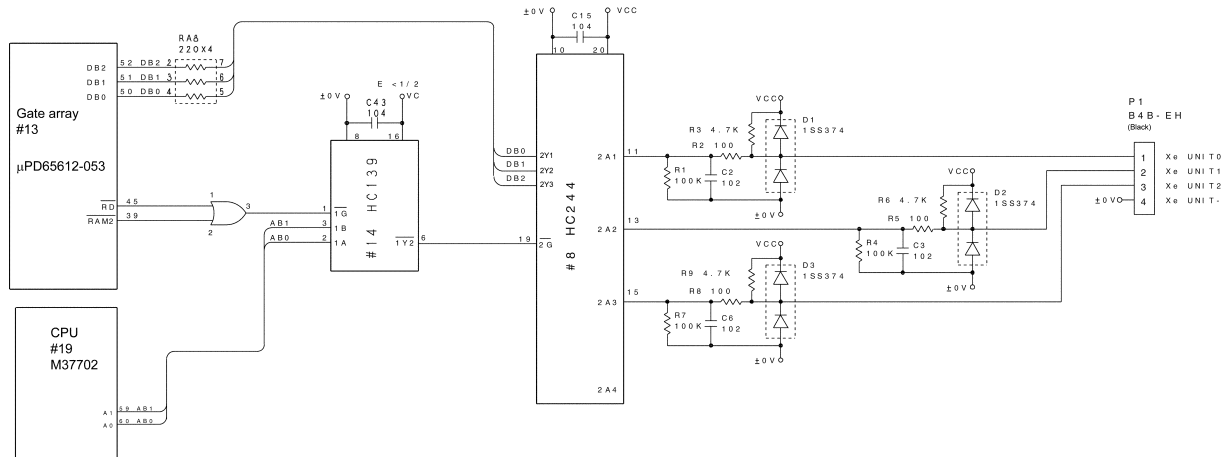 ±0V
C15
104
VCC
10 20
RA8
220X4
DB2 52 DB2 2 7
DB1 51 DB1 3 6
DB0 50 DB0 4 5
Gate array
#13
µPD65612-053
RD 45
RAM2 39
1
2
3
E <1/2
±0V
C43
104
VC
8 16
#14 HC139
1 1G
AB1 3 1B
AB0 2 1A
1Y2 6
CPU
#19
M37702
A1 59 AB1
A0 60 AB0
#8 HC244
DB0 2Y1
DB1 2Y2
DB2 2Y3
19 2G
2A1 11
2A2 13
2A3 15
2A4
VCC
D1
1SS374
R3 4.7K
R2 100
R1
100K
C2
102
±0V
VCC
D2
1SS374
R6 4.7K
R5 100
R4
100K
C3
102
±0V
VCC
D3
1SS374
R9 4.7K
R8 100
R7
100K
C6
102
±0V
P1
B4B-EH
(Black)
1 Xe UNIT0
2 Xe UNIT1
3 Xe UNIT2
±0V 4 Xe UNIT-